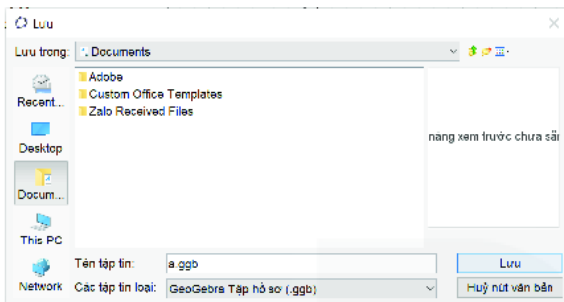 Lưu
Lưu trong: Documents
Adobe
Custom Office Templates
Zalo Received Files
Recent...
Desktop
Docum...
This PC
Network
năng xem trước chưa sẵn
Tên tập tin: a.ggb Lưu
Các tập tin loại: GeoGebra Tập hồ sơ (.ggb) Huỷ nút văn bản